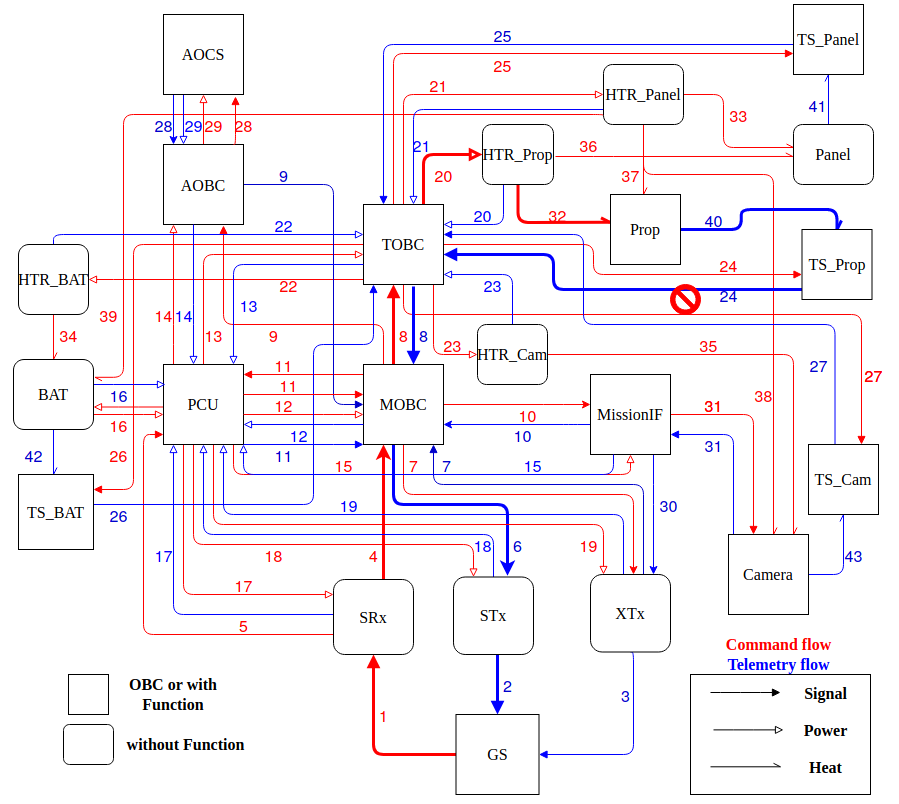 25
TS_Panel
AOCS
25
21
HTR_Panel
41
33
28
29
29
28
21
36
HTR_Prop
Panel
20
37
9
AOBC
32
20
40
22
Prop
TOBC
TS_Prop
24
HTR_BAT
22
23
24
13
39
14
14
13
9
8
8
34
23
HTR_Cam
35
11
27
27
BAT
16
11
PCU
MOBC
38
12
10
MissionIF
31
16
12
10
31
26
11
42
15
7
7
15
TS_Cam
TS_BAT
26
19
30
17
18
18
6
19
43
4
Camera
17
SRx
STx
XTx
5
Command flow
Telemetry flow
OBC or with
Function
2
3
Signal
1
Power
without Function
GS
Heat